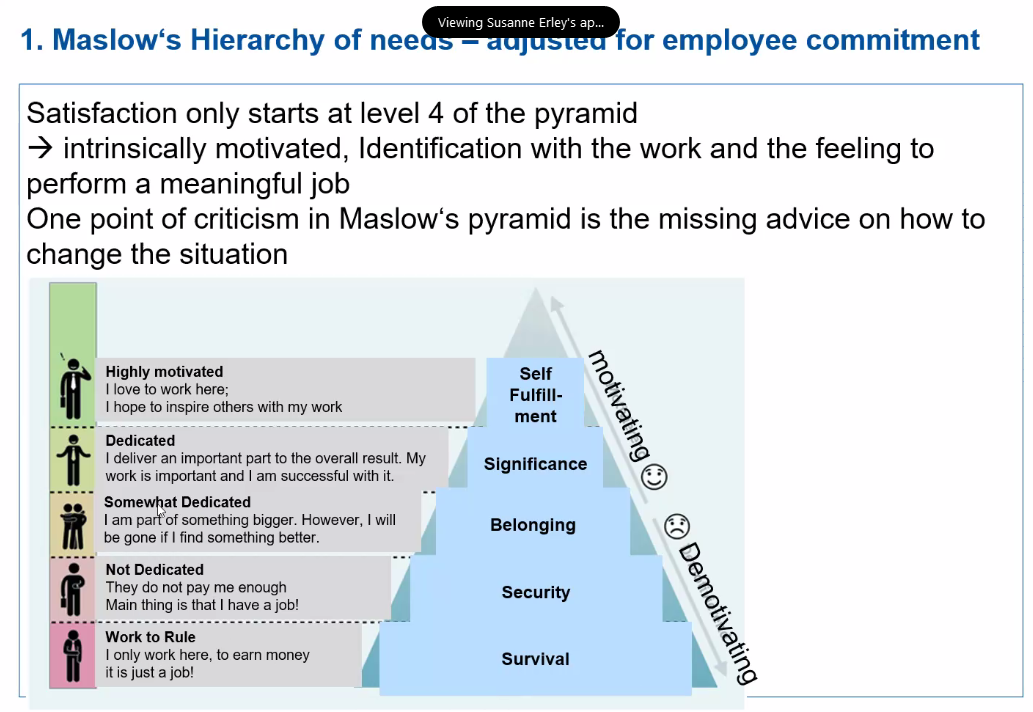 Viewing Susanne Erley's ap...
1. Maslow‘s Hierarchy of needs – adjusted for employee commitment
Satisfaction only starts at level 4 of the pyramid
→ intrinsically motivated, Identification with the work and the feeling to
perform a meaningful job
One point of criticism in Maslow‘s pyramid is the missing advice on how to
change the situation
Highly motivated
I love to work here;
I hope to inspire others with my work
Self
Fulfill-
ment
Dedicated
I deliver an important part to the overall result. My
work is important and I am successful with it.
Significance
Somewhat Dedicated
I am part of something bigger. However, I will
be gone if I find something better.
Belonging
Not Dedicated
They do not pay me enough
Main thing is that I have a job!
Security
Work to Rule
I only work here, to earn money
it is just a job!
Survival
motivating ☺
☹ Demotivating